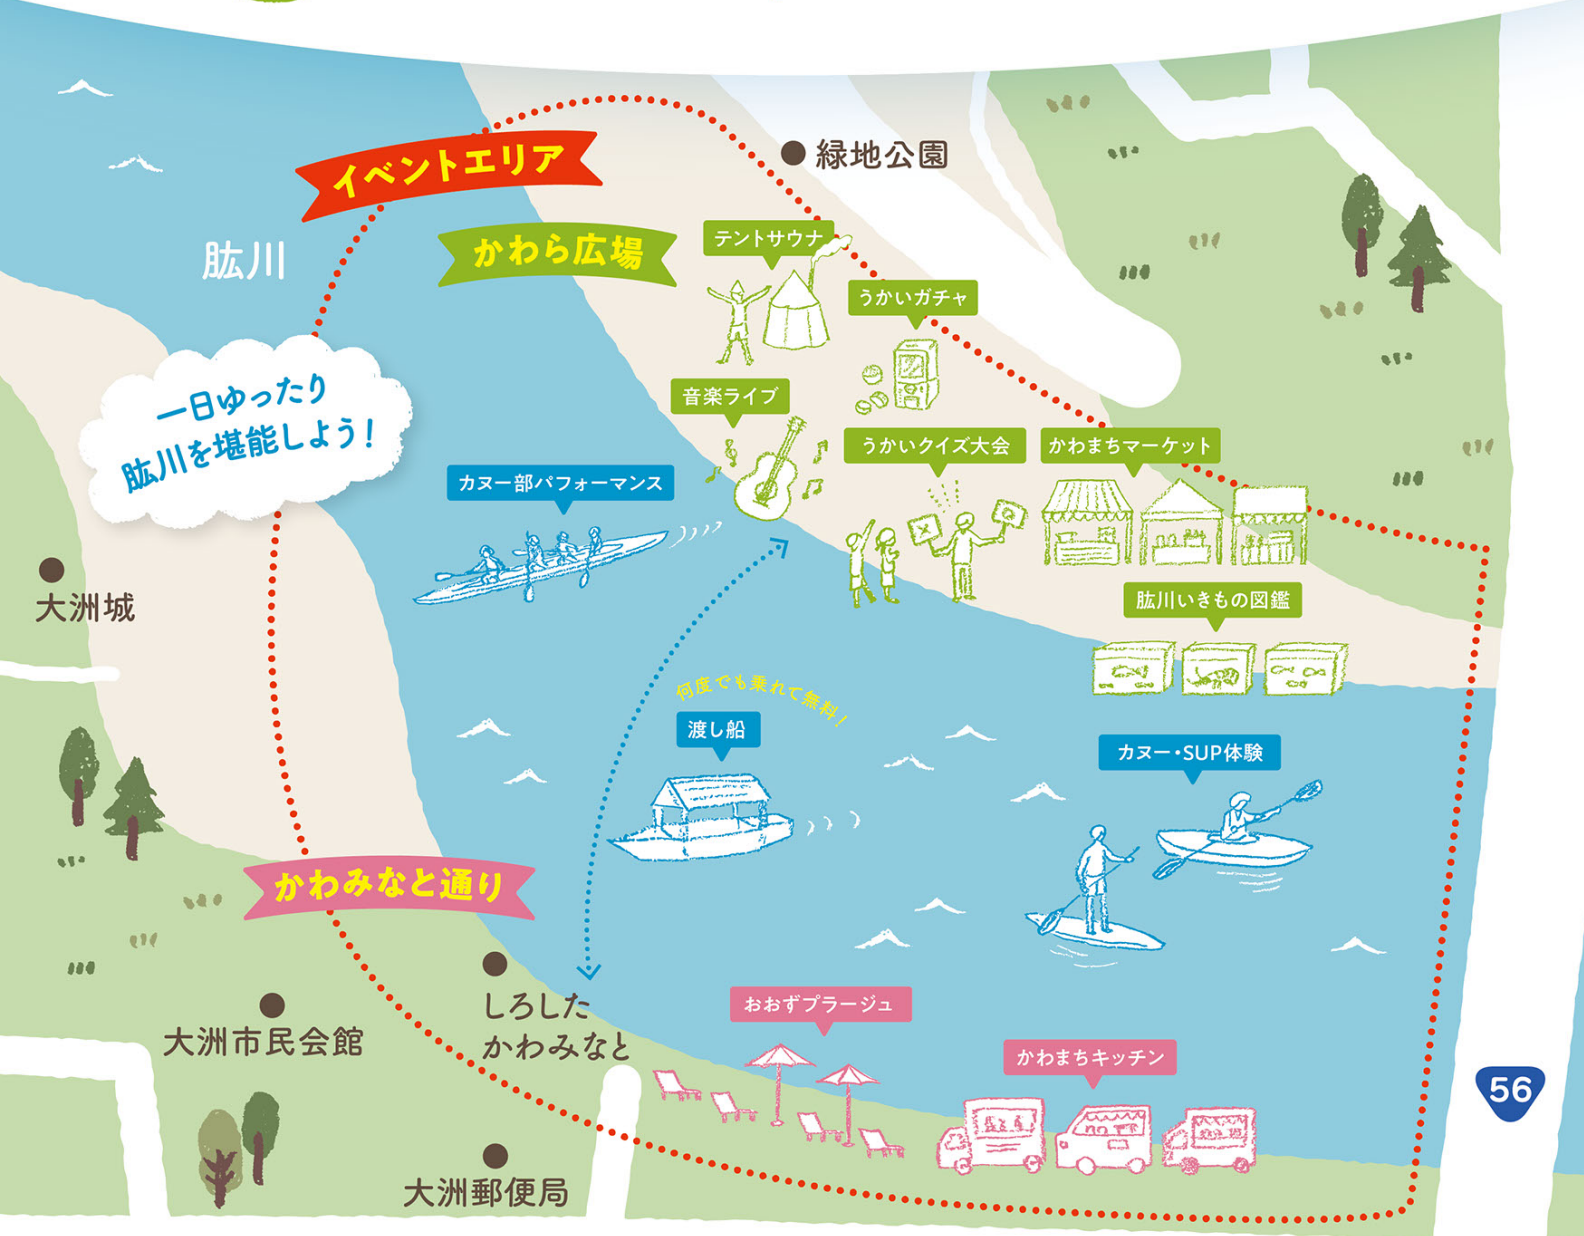 イベントエリア
緑地公園
肱川
かわら広場
テントサウナ
うかいガチャ
一日ゆったり
肱川を堪能しよう!
音楽ライブ
うかいクイズ大会
かわまちマーケット
カヌー部パフォーマンス
大洲城
肱川いきもの図鑑
何度でも乗れて無料!
渡し船
カヌー・SUP体験
かわみなと通り
しろした
かわみなと
大洲市民会館
おおずプラージュ
かわまちキッチン
56
大洲郵便局